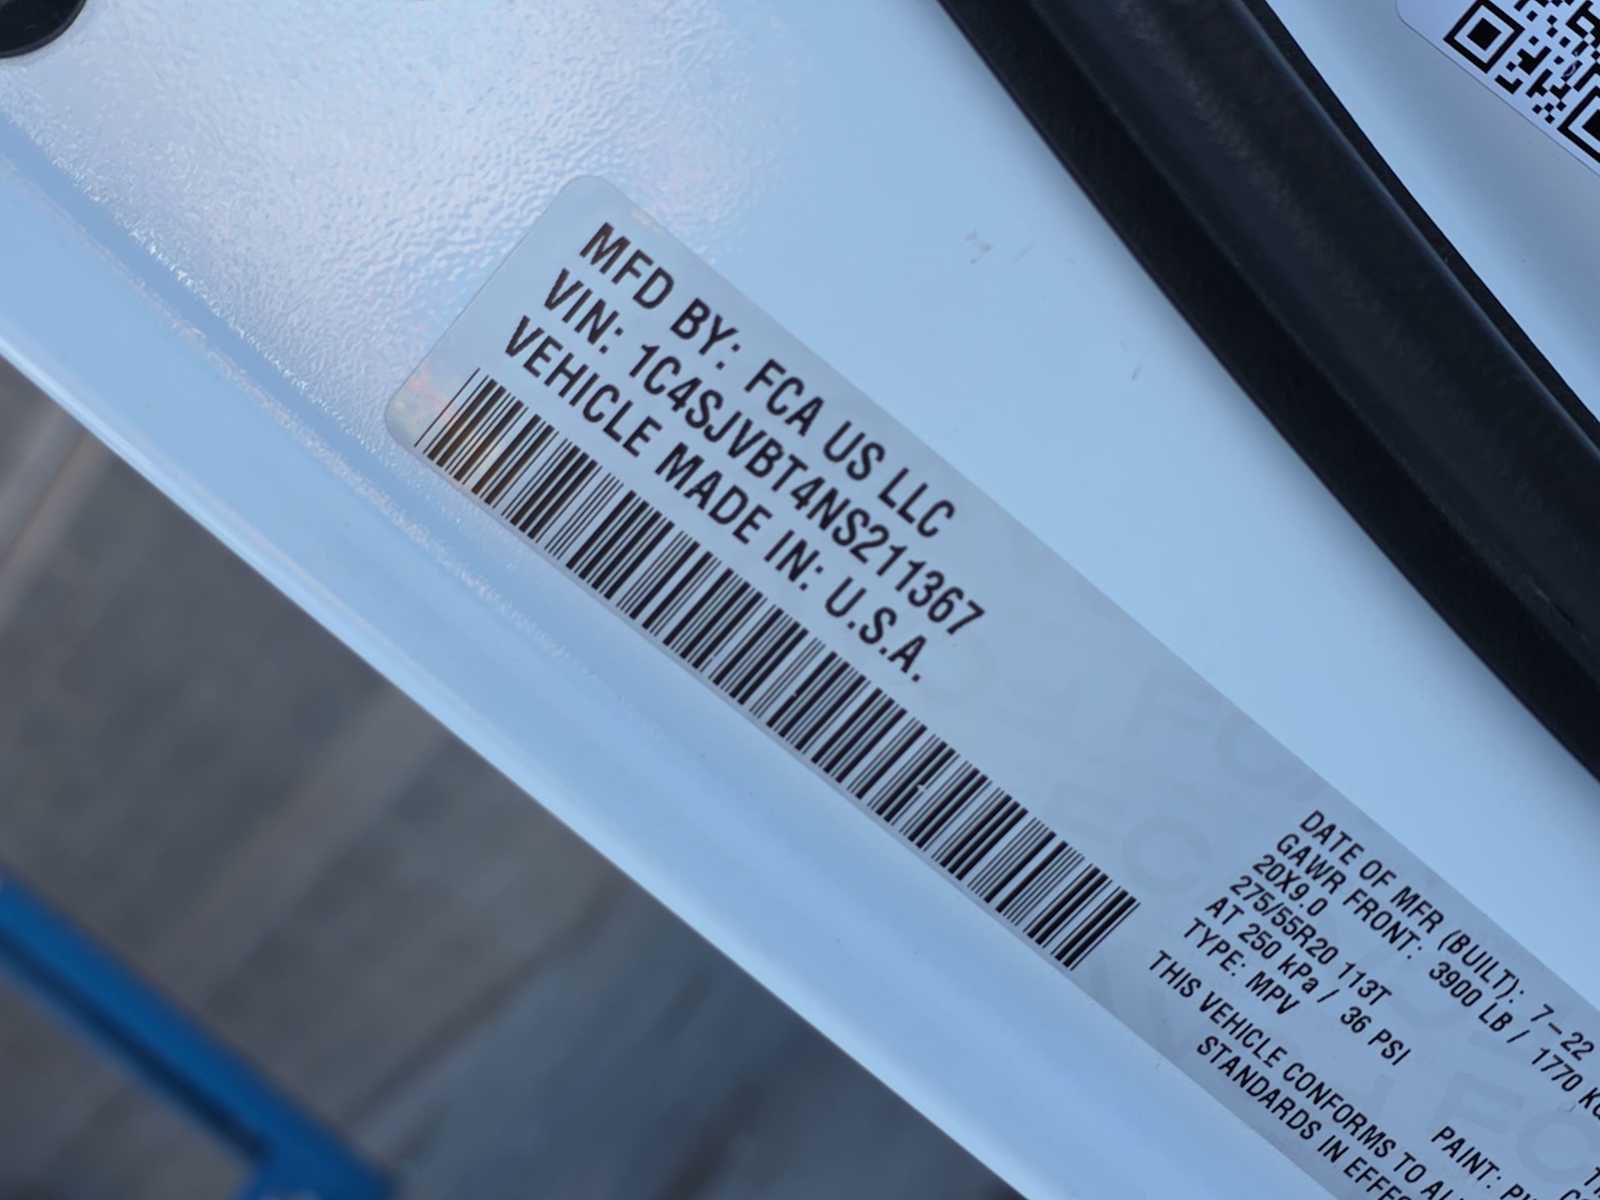 MFD BY: FCA US LLC
VIN: 1C4SJVBT4NS211367
VEHICLE MADE IN: U.S.A.
DATE OF MFR (BUILT): 7-22
GAWR FRONT: 3900 LB / 1770
20X9.0
275/55R20 113T
AT 250 kPa / 36 PSI
TYPE: MPV
THIS VEHICLE CONFORMS TO
STANDARDS IN
PAINT: